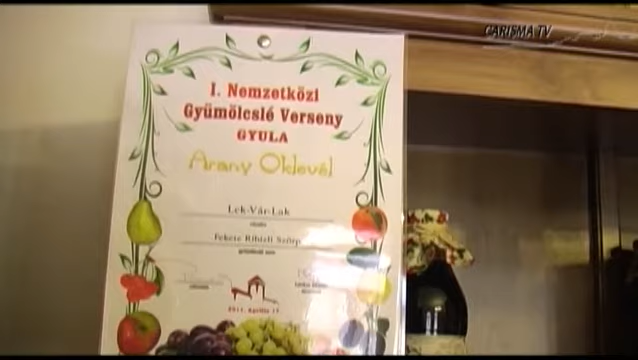 CARISMA TV
I. Nemzetközi
Gyümölcslé Verseny
GYULA
Arany Oklevél
Lek-Vár-Lak
Fekete Ribizli Szörp